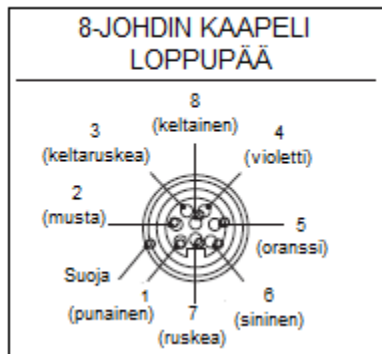 8-JOHDIN KAAPELI
LOPPUPÄÄ
8
(keltainen)
3
(keltaruskea)
4
(violetti)
2
(musta)
5
(oranssi)
Suoja
1
(punainen)
7
(ruskea)
6
(sininen)